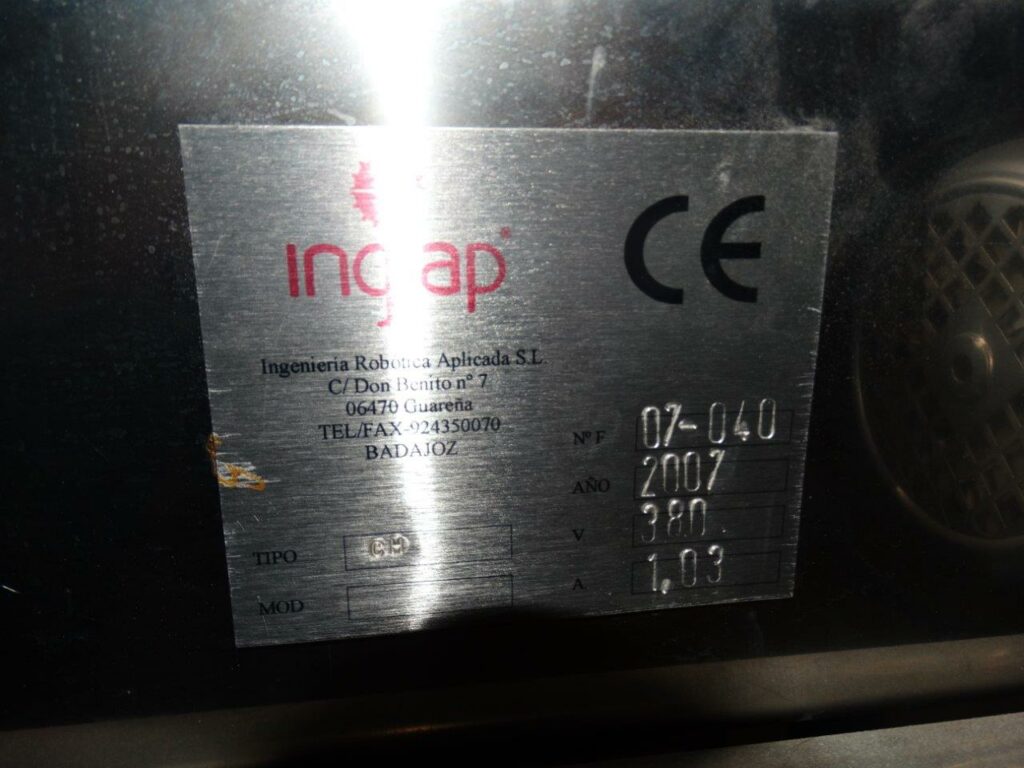 CE
Ingenieria Robotica Aplicada S.L
C/ Don Benito nº 7
06470 Guareña
TEL/FAX-924350070
BADAJOZ
Nº F 07-040
AÑO 2007
V 380
A. 1,03
TIPO
MOD